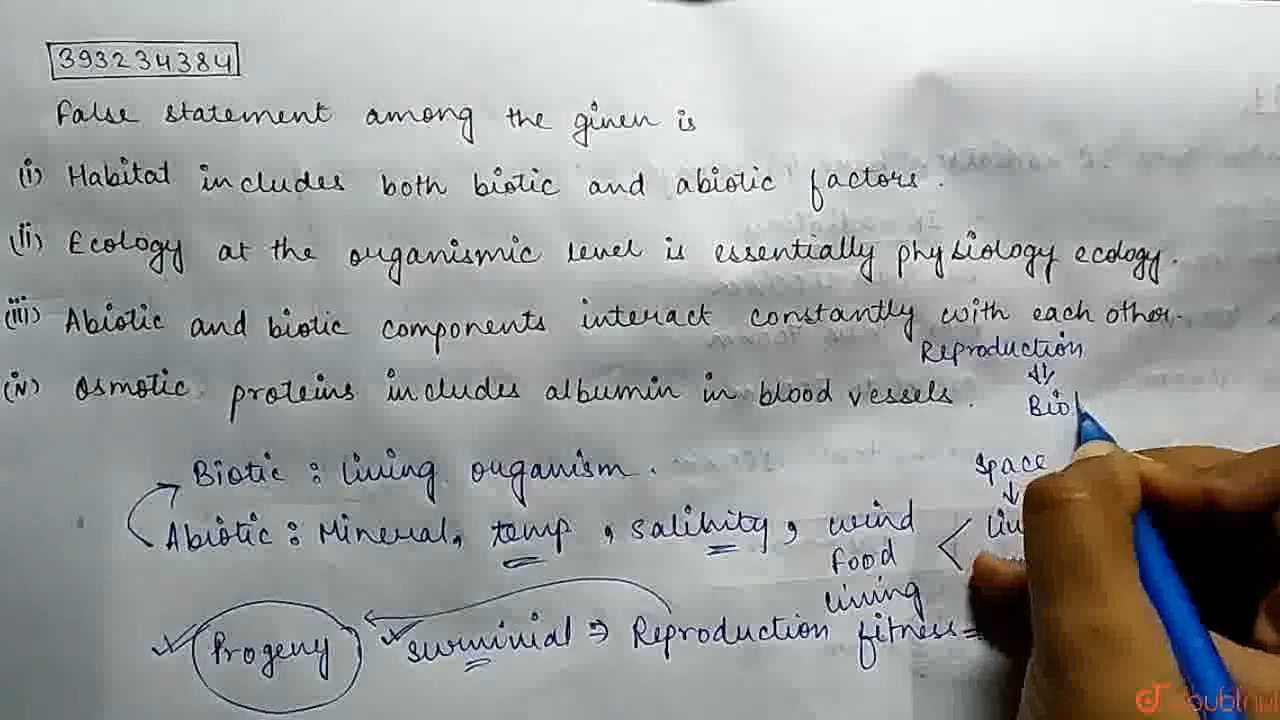 393234384
False statement among the given is
(i) Habitat includes both biotic and abiotic factors.
(ii) Ecology at the organismic level is essentially physiology ecology.
(iii) Abiotic and biotic components interact constantly with each other.
Reproduction
(iv) Osmotic proteins includes albumin in blood vessels.
Bio
Biotic : living organism.
Space
Abiotic : Mineral, temp, salinity, wind
food
living
Progeny survinial ⇒ Reproduction fitness =
doubtnut